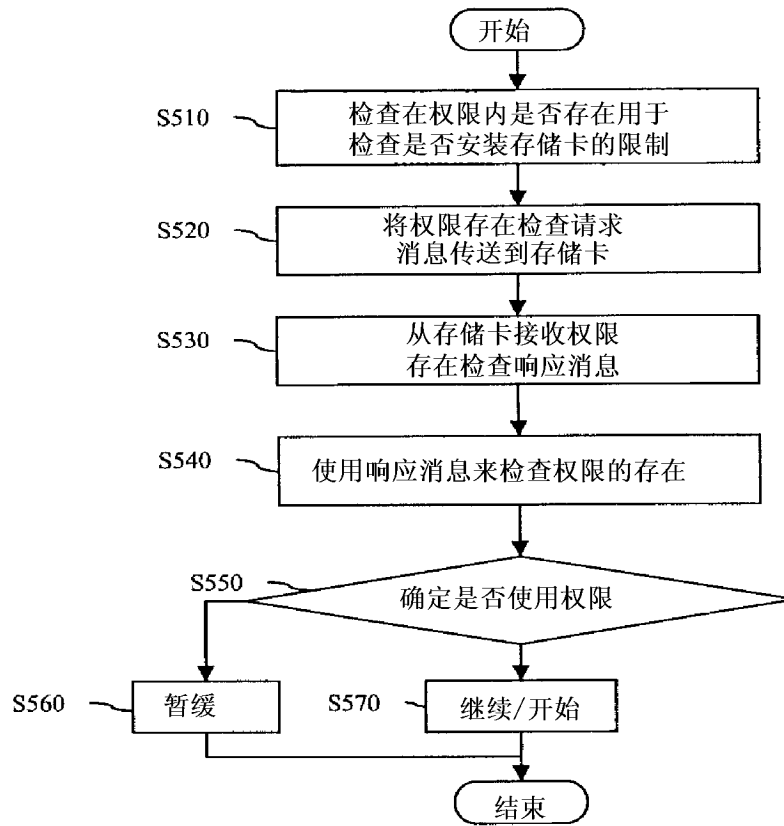 开始
S510
检查在权限内是否存在用于
检查是否安装存储卡的限制
S520
将权限存在检查请求
消息传送到存储卡
S530
从存储卡接收权限
存在检查响应消息
S540
使用响应消息来检查权限的存在
S550
确定是否使用权限
S560
暂缓
S570
继续/开始
结束